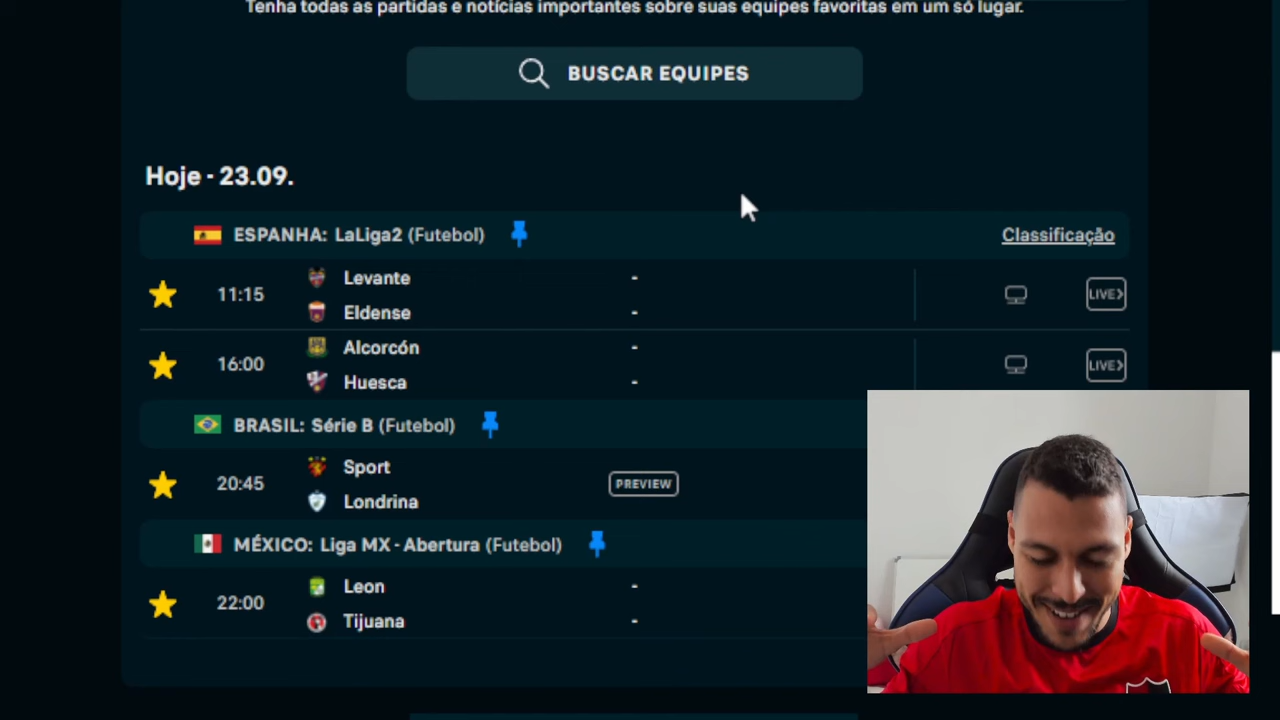 Tenha todas as partidas e notícias importantes sobre suas equipes favoritas em um só lugar.
BUSCAR EQUIPES
Hoje - 23.09.
ESPANHA: LaLiga2 (Futebol)
Classificação
11:15
Levante -
Eldense -
LIVE
16:00
Alcorcón -
Huesca -
LIVE
BRASIL: Série B (Futebol)
20:45
Sport
Londrina
PREVIEW
MÉXICO: Liga MX - Abertura (Futebol)
22:00
Leon -
Tijuana -